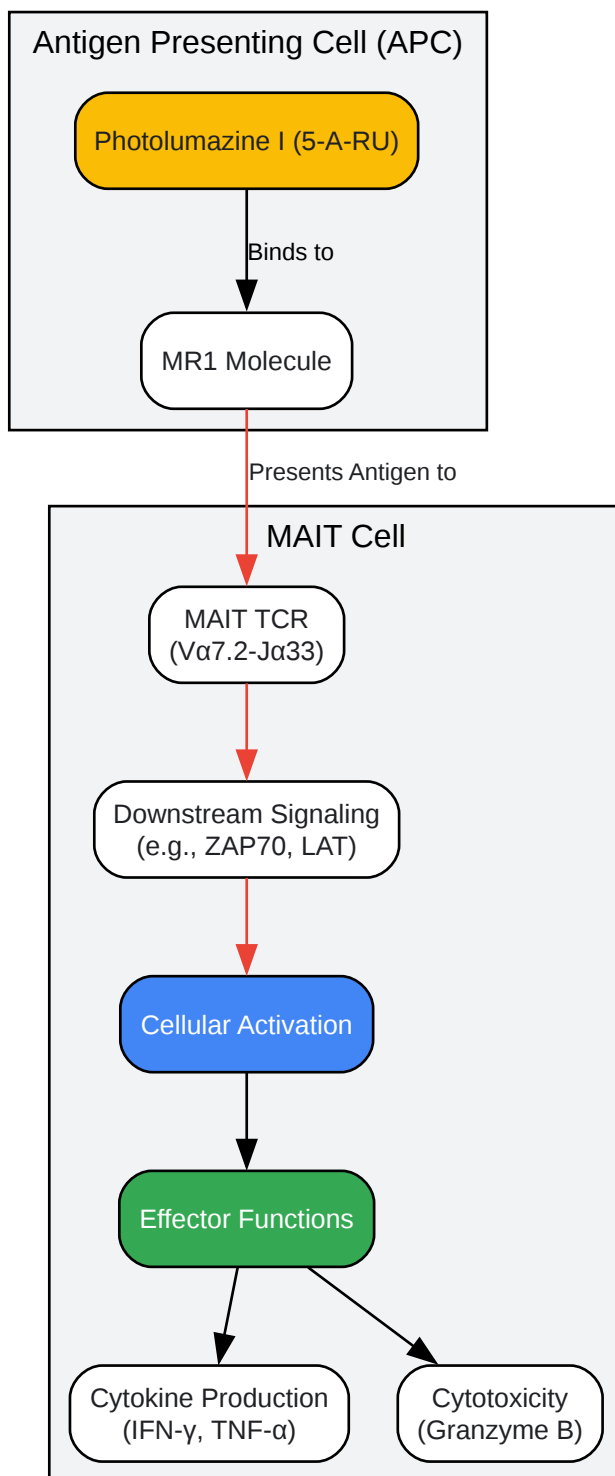 Antigen Presenting Cell (APC)
Photolumazine I (5-A-RU)
Binds to
MR1 Molecule
Presents Antigen to
MAIT Cell
MAIT TCR
(Vα7.2-Jα33)
Downstream Signaling
(e.g., ZAP70, LAT)
Cellular Activation
Effector Functions
Cytokine Production
(IFN-γ, TNF-α)
Cytotoxicity
(Granzyme B)